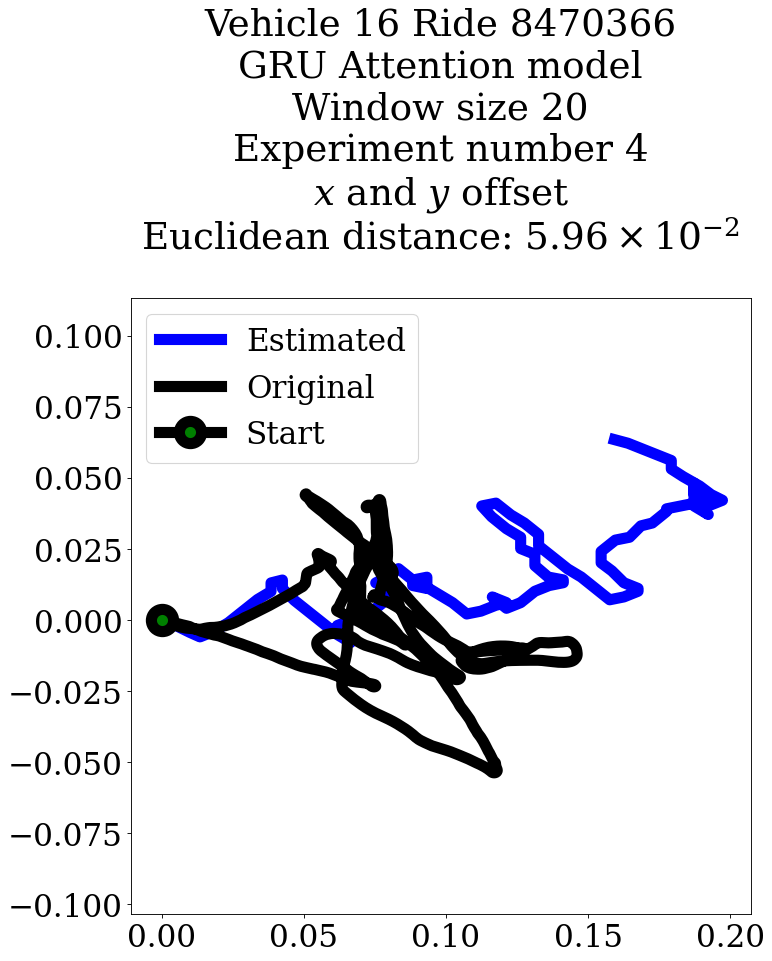 Vehicle 16 Ride 8470366
GRU Attention model
Window size 20
Experiment number 4
x and y offset
Euclidean distance: 5.96 × 10⁻²
Estimated
Original
Start
0.100
0.075
0.050
0.025
0.000
−0.025
−0.050
−0.075
−0.100
0.00 0.05 0.10 0.15 0.20